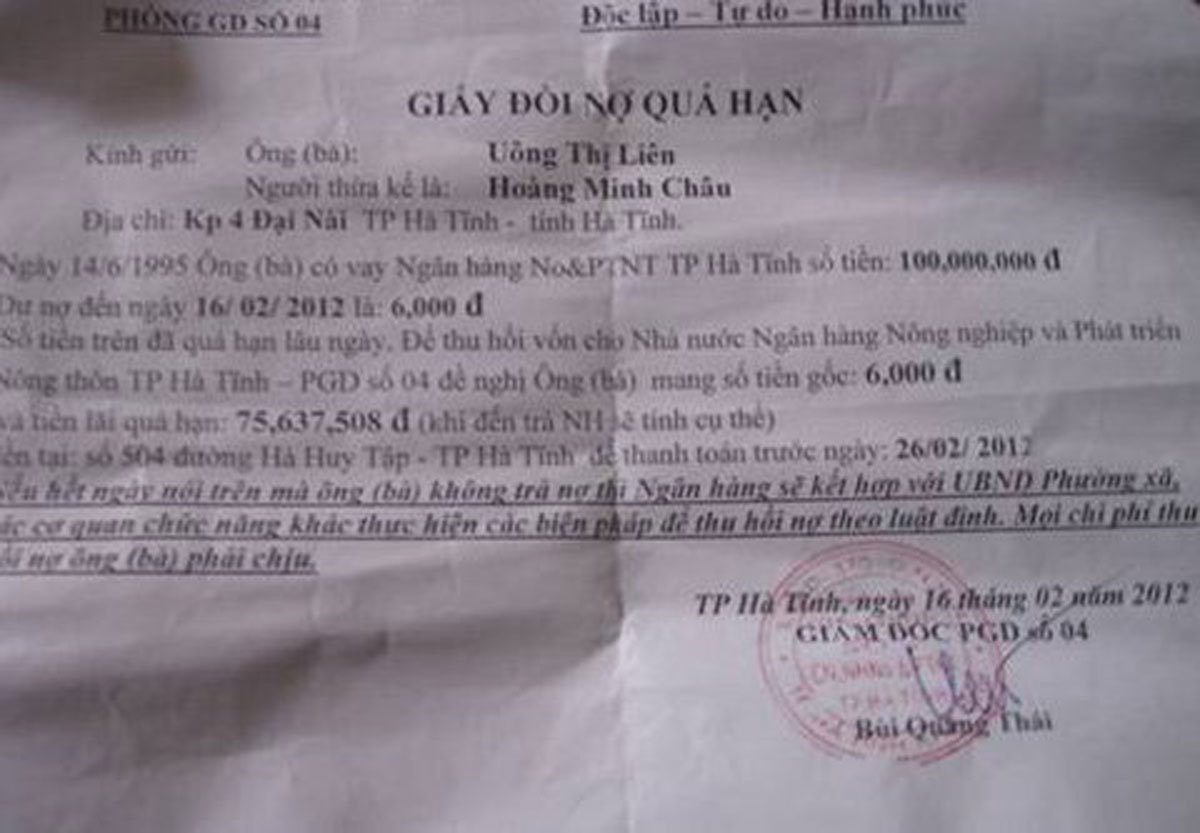 PHÒNG GD SỐ 04
Độc lập – Tự do – Hạnh phúc
GIẤY ĐÒI NỢ QUÁ HẠN
Kính gửi: Ông (bà): Uông Thị Liên
Người thừa kế là: Hoàng Minh Châu
Địa chỉ: Kp 4 Đại Nài TP Hà Tĩnh - tỉnh Hà Tĩnh.
Ngày 14/6/1995 Ông (bà) có vay Ngân hàng No&PTNT TP Hà Tĩnh số tiền: 100,000,000 đ
Dư nợ đến ngày 16/ 02/ 2012 là: 6,000 đ
Số tiền trên đã quá hạn lâu ngày. Để thu hồi vốn cho Nhà nước Ngân hàng Nông nghiệp và Phát triển
Nông thôn TP Hà Tĩnh – PGD số 04 đề nghị Ông (bà) mang số tiền gốc: 6,000 đ
và tiền lãi quá hạn: 75,637,508 đ (khi đến trả NH sẽ tính cụ thể)
đến tại: số 504 đường Hà Huy Tập - TP Hà Tĩnh để thanh toán trước ngày: 26/02/ 2012
Nếu hết ngày nói trên mà ông (bà) không trả nợ thì Ngân hàng sẽ kết hợp với UBND Phường xã,
các cơ quan chức năng khác thực hiện các biện pháp để thu hồi nợ theo luật định. Mọi chi phí thu
hồi nợ ông (bà) phải chịu.
TP Hà Tĩnh, ngày 16 tháng 02 năm 2012
GIÁM ĐỐC PGD số 04
Bùi Quang Thái